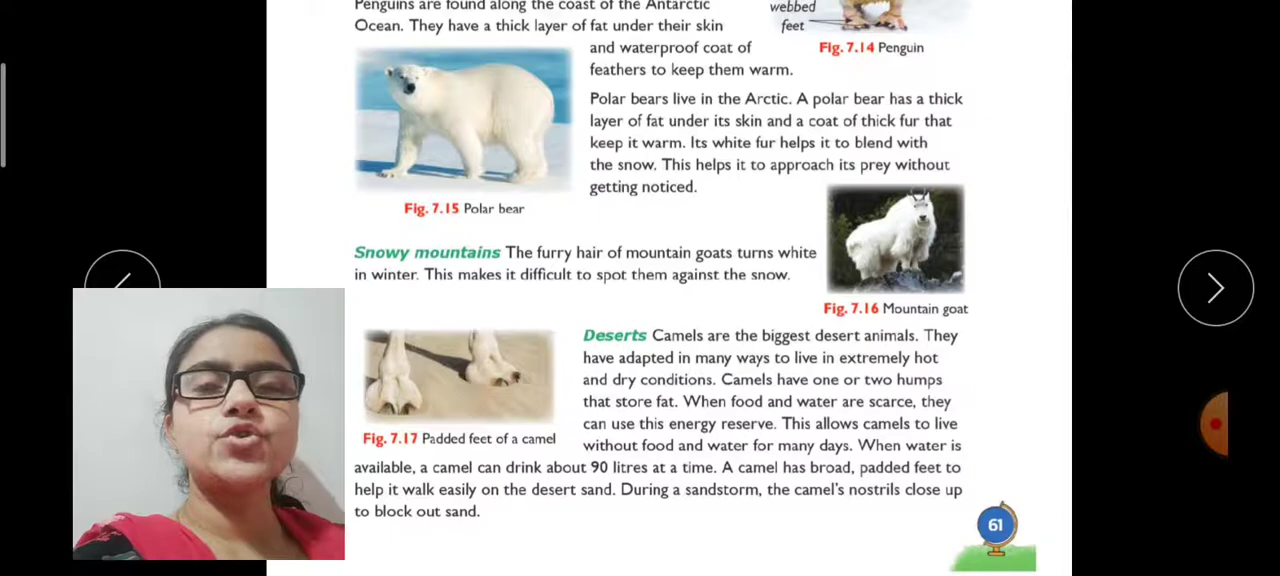 Penguins are found along the coast of the Antarctic
Ocean. They have a thick layer of fat under their skin
and waterproof coat of
feathers to keep them warm.
webbed
feet
Fig. 7.14 Penguin
Polar bears live in the Arctic. A polar bear has a thick
layer of fat under its skin and a coat of thick fur that
keep it warm. Its white fur helps it to blend with
the snow. This helps it to approach its prey without
getting noticed.
Fig. 7.15 Polar bear
Snowy mountains The furry hair of mountain goats turns white
in winter. This makes it difficult to spot them against the snow.
Fig. 7.16 Mountain goat
Deserts Camels are the biggest desert animals. They
have adapted in many ways to live in extremely hot
and dry conditions. Camels have one or two humps
that store fat. When food and water are scarce, they
can use this energy reserve. This allows camels to live
without food and water for many days. When water is
Fig. 7.17 Padded feet of a camel
available, a camel can drink about 90 litres at a time. A camel has broad, padded feet to
help it walk easily on the desert sand. During a sandstorm, the camel's nostrils close up
to block out sand.
61